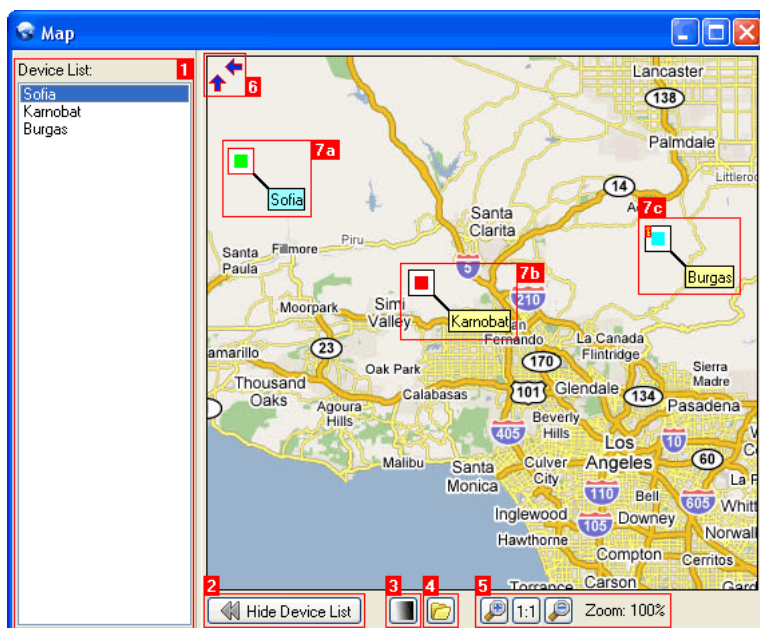 Map
Device List:
1
Sofia
Karnobat
Burgas
6
Lancaster
138
Palmdale
7a
Sofia
14
7c
Santa
Clarita
Burgas
Piru
Santa
Paula
Fillmore
5
7b
Moorpark
Simi
Valley
Karnobat
210
Fernando
La Canada
Flintridge
23
amarillo
Oak Park
170
Sierra
Madre
Thousand
Oaks
101
Glendale
134
Calabasas
Pasadena
Agoura
Hills
Beverly
Hills
405
Los
Angeles
10
60
Malibu
Santa
Monica
Culver
City
110
Bell
605
Whitt
Inglewood
105
Downey
Hawthorne
Norwal
Compton
Cerritos
Torrance
Carson
Gard
2
Hide Device List
3
4
5
1:1
Zoom: 100%